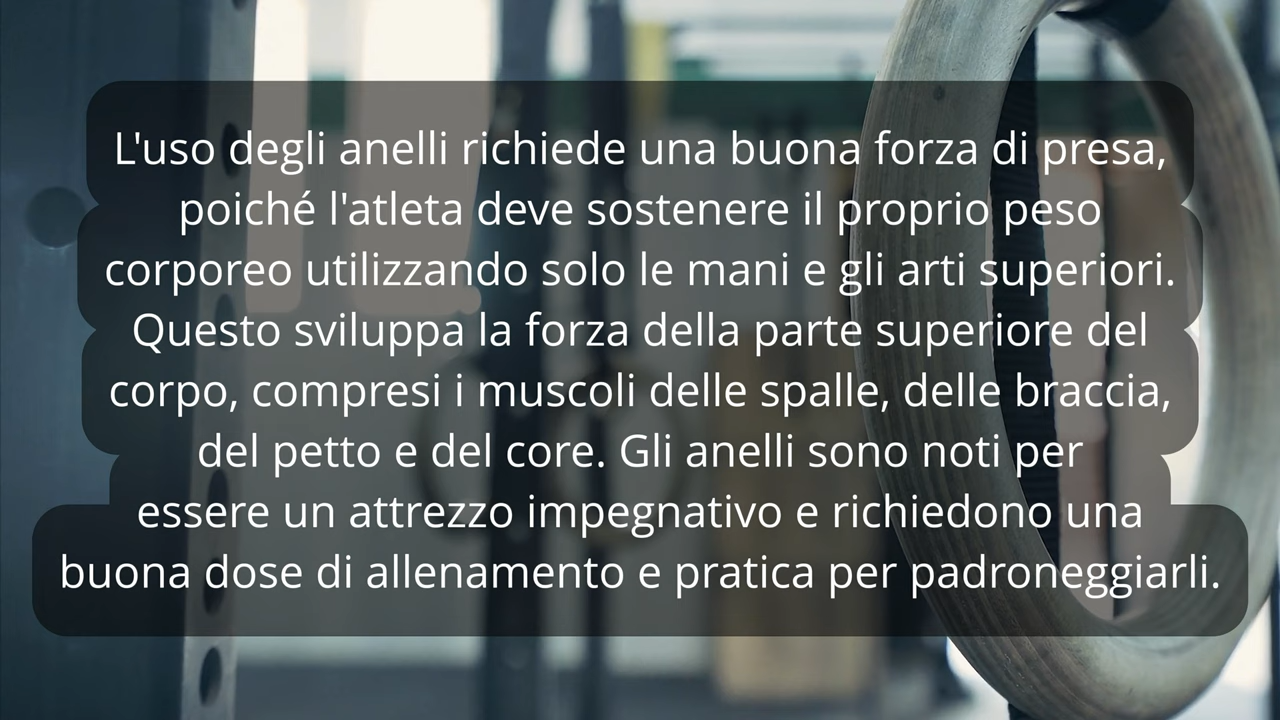 L'uso degli anelli richiede una buona forza di presa,
poiché l'atleta deve sostenere il proprio peso
corporeo utilizzando solo le mani e gli arti superiori.
Questo sviluppa la forza della parte superiore del
corpo, compresi i muscoli delle spalle, delle braccia,
del petto e del core. Gli anelli sono noti per
essere un attrezzo impegnativo e richiedono una
buona dose di allenamento e pratica per padroneggiarli.